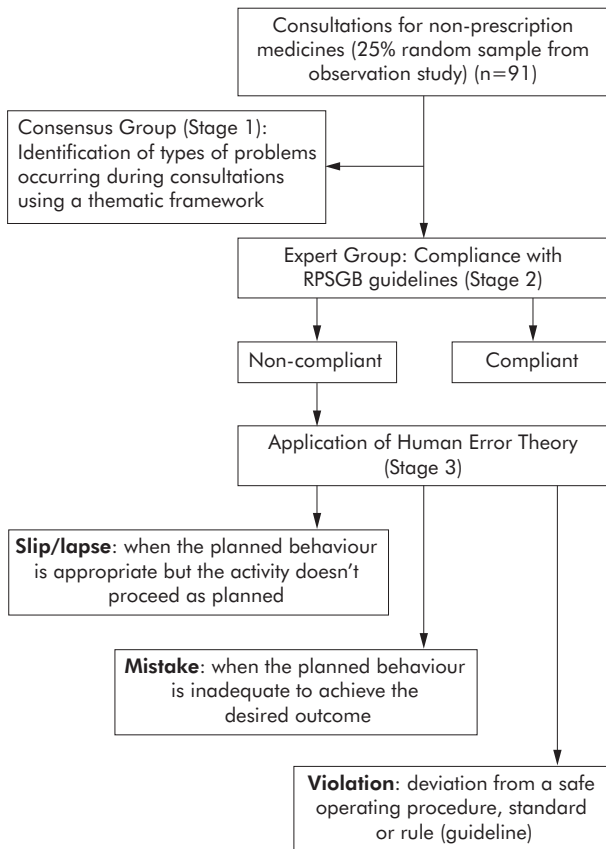 Consultations for non-prescription
medicines (25% random sample from
observation study) (n=91)
Consensus Group (Stage 1):
Identification of types of problems
occurring during consultations
using a thematic framework
Expert Group: Compliance with
RPSGB guidelines (Stage 2)
Non-compliant
Compliant
Application of Human Error Theory
(Stage 3)
Slip/lapse: when the planned behaviour
is appropriate but the activity doesn't
proceed as planned
Mistake: when the planned behaviour
is inadequate to achieve the
desired outcome
Violation: deviation from a safe
operating procedure, standard
or rule (guideline)